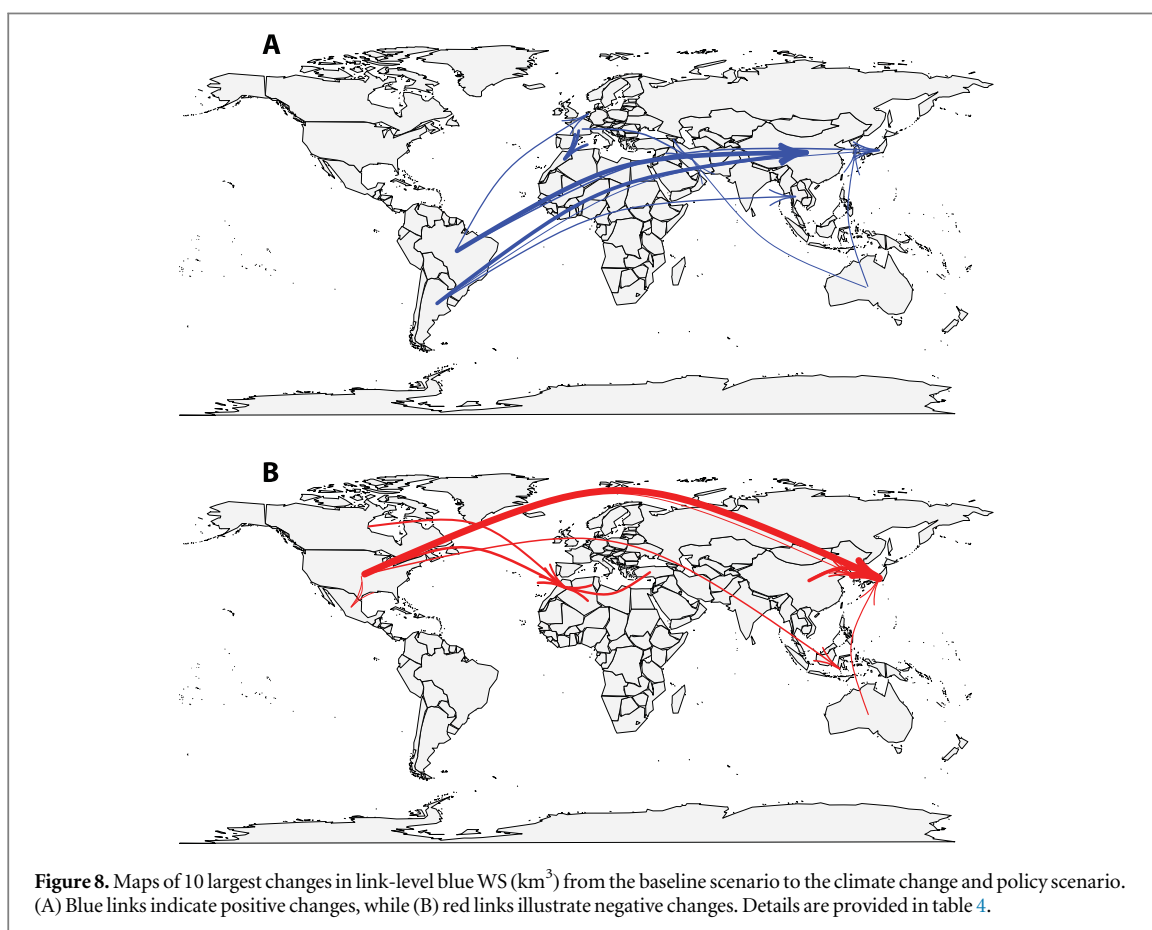 A
B
Figure 8. Maps of 10 largest changes in link-level blue WS (km³) from the baseline scenario to the climate change and policy scenario.
(A) Blue links indicate positive changes, while (B) red links illustrate negative changes. Details are provided in table 4.